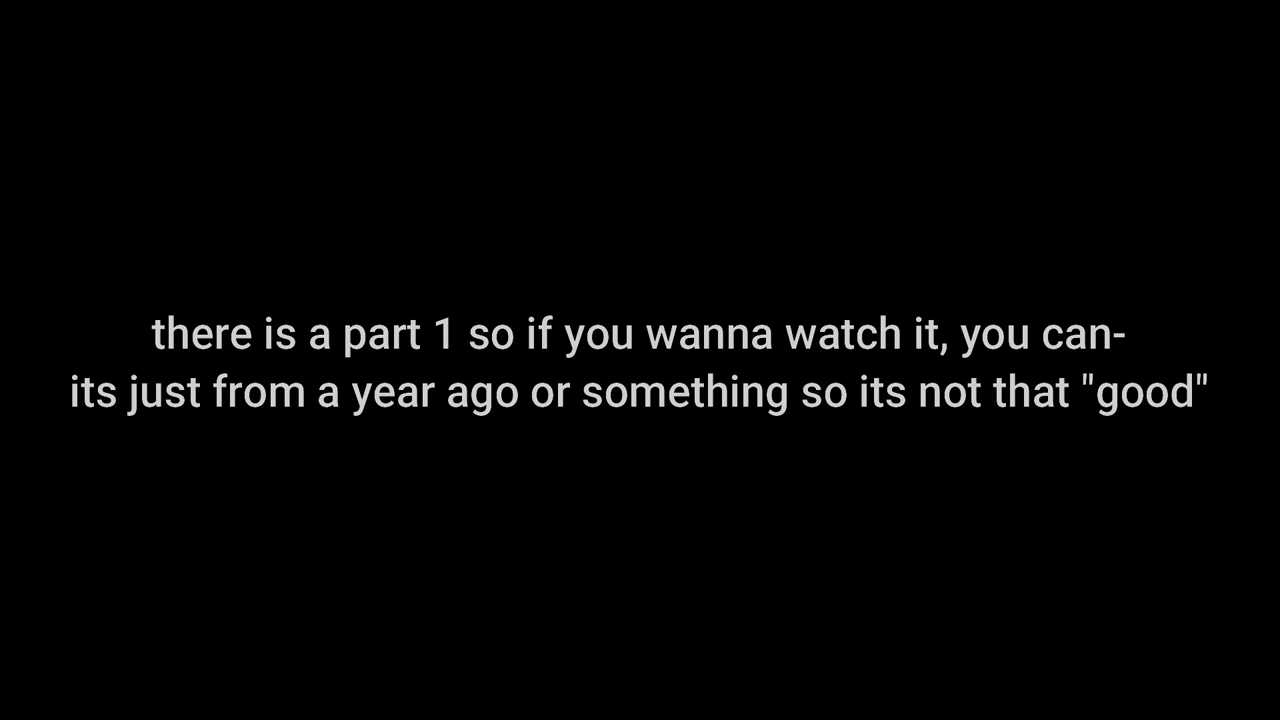 there is a part 1 so if you wanna watch it, you can-
its just from a year ago or something so its not that "good"